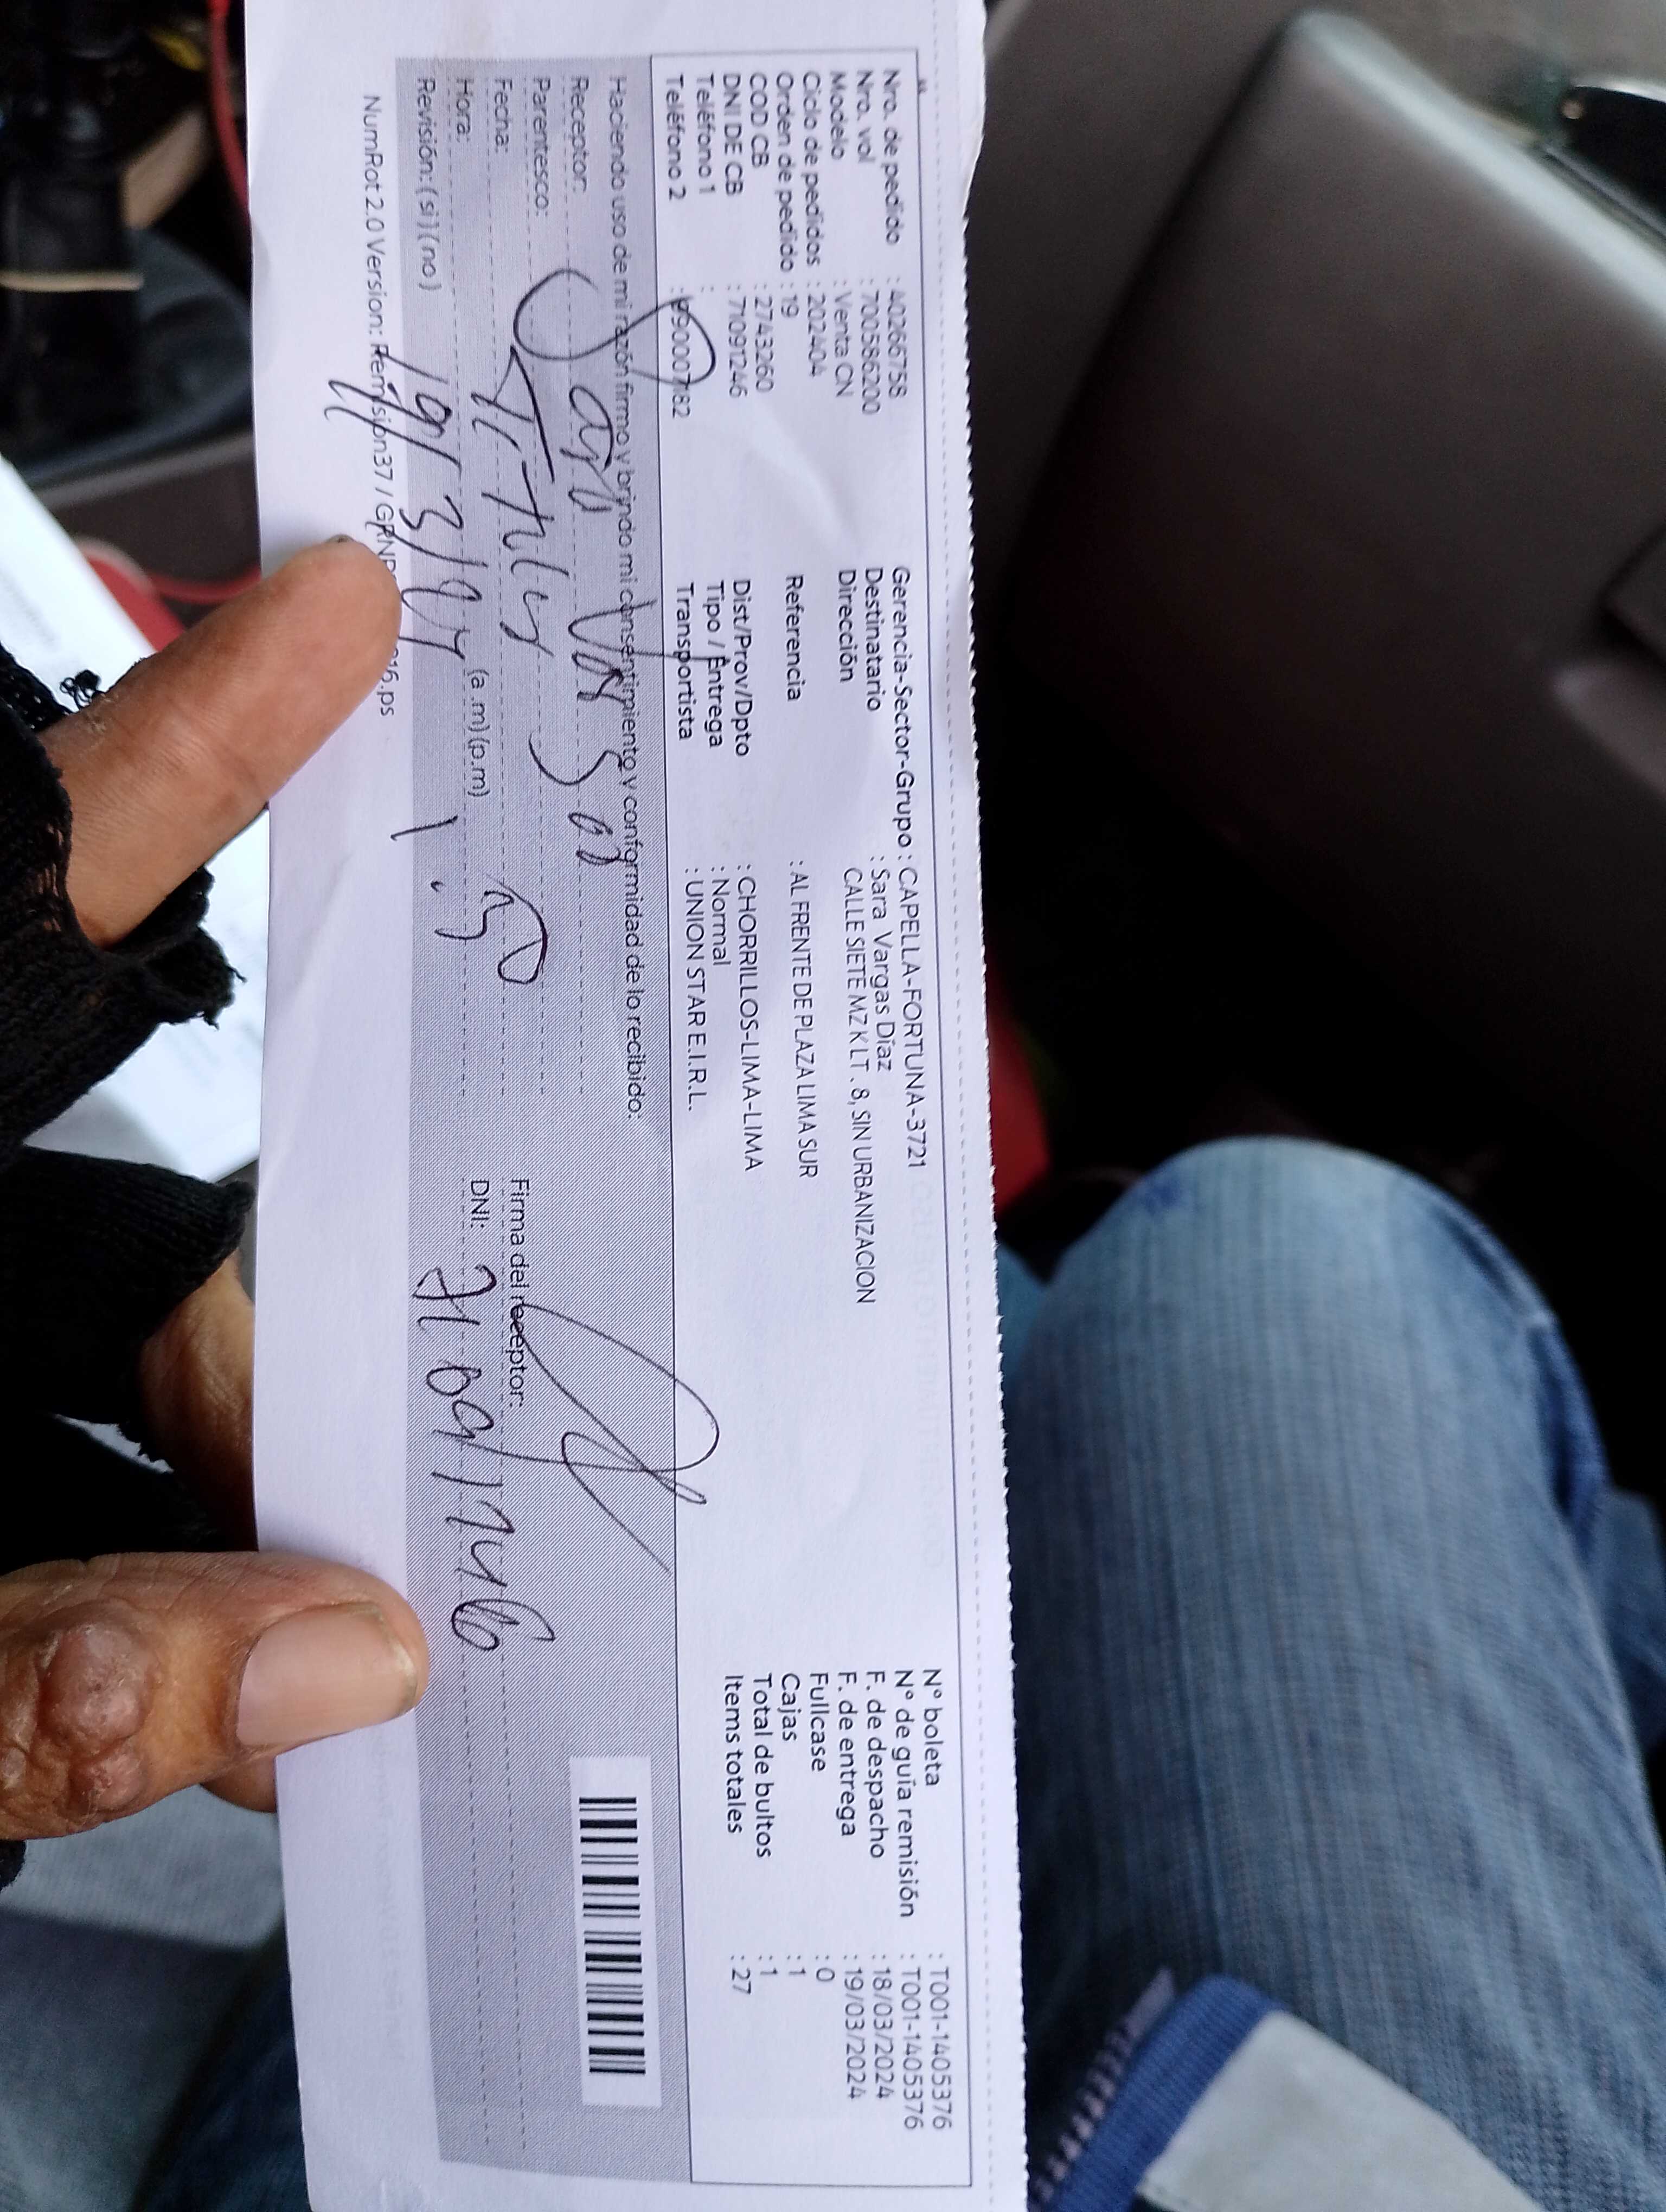 Nro. de pedido : 40266758
Nro. vol : 700586200
Modelo : Venta CN
Ciclo de pedidos : 202404
Orden de pedido : 19
COD CB : 2743260
DNI DE CB : 71091246
Teléfono 1 :
Teléfono 2 : 990007182
Gerencia-Sector-Grupo : CAPELLA-FORTUNA-3721
Destinatario : Sara Vargas Díaz
Dirección CALLE SIETE MZ K LT . 8, SIN URBANIZACION
Referencia : AL FRENTE DE PLAZA LIMA SUR
Dist/Prov/Dpto : CHORRILLOS-LIMA-LIMA
Tipo / Entrega : Normal
Transportista : UNION STAR E.I.R.L.
N° boleta : T001-1405376
N° de guía remisión : T001-1405376
F. de despacho : 18/03/2024
F. de entrega : 19/03/2024
Fullcase : 0
Cajas : 1
Total de bultos : 1
Items totales : 27
Haciendo uso de mi razón firmo y brindo mi consentimiento y conformidad de lo recibido:
Receptor: Sara Vargas D
Parentesco: Titular
Fecha: 19/3/24
Hora: (a .m) (p.m)
Revisión: ( si ) ( no )
Firma del receptor:
DNI: 71091246
NumRot 2.0 Version: Remision37 / 016.ps